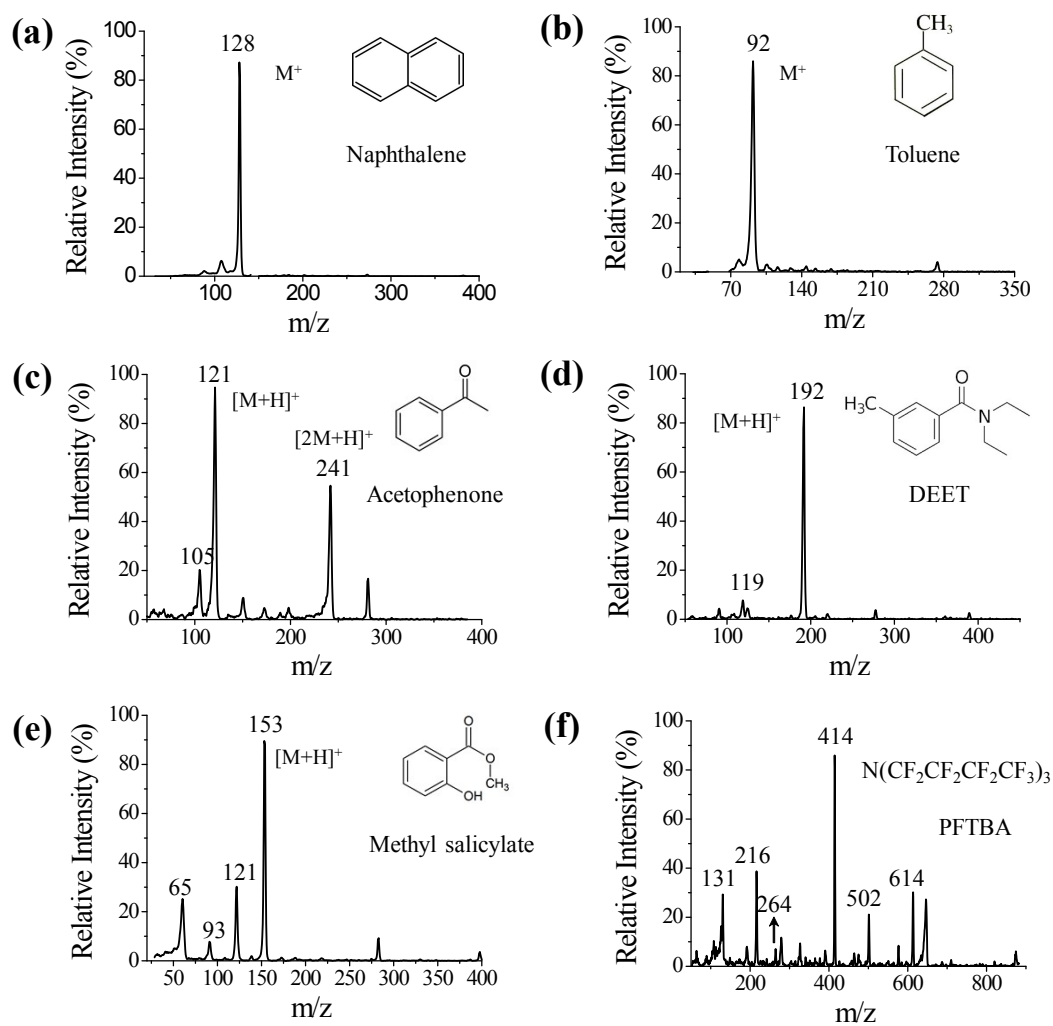 (a)
100
80
60
40
20
0
Relative Intensity (%)
128
M⁺
Naphthalene
100 200 300 400
m/z
(b)
100
80
60
40
20
0
Relative Intensity (%)
92
M⁺
CH₃
Toluene
70 140 210 280 350
m/z
(c)
100
80
60
40
20
0
Relative Intensity (%)
121
[M+H]⁺
O
[2M+H]⁺
241
Acetophenone
105
100 200 300 400
m/z
(d)
100
80
60
40
20
0
Relative Intensity (%)
192
[M+H]⁺
O
H₃C
N
DEET
119
100 200 300 400
m/z
(e)
100
80
60
40
20
0
Relative Intensity (%)
153
[M+H]⁺
O
O
CH₃
OH
Methyl salicylate
121
65
93
50 100 150 200 250 300 350 400
m/z
(f)
100
80
60
40
20
0
Relative Intensity (%)
414
N(CF₂CF₂CF₂CF₃)₃
PFTBA
216
131
264
502
614
200 400 600 800
m/z